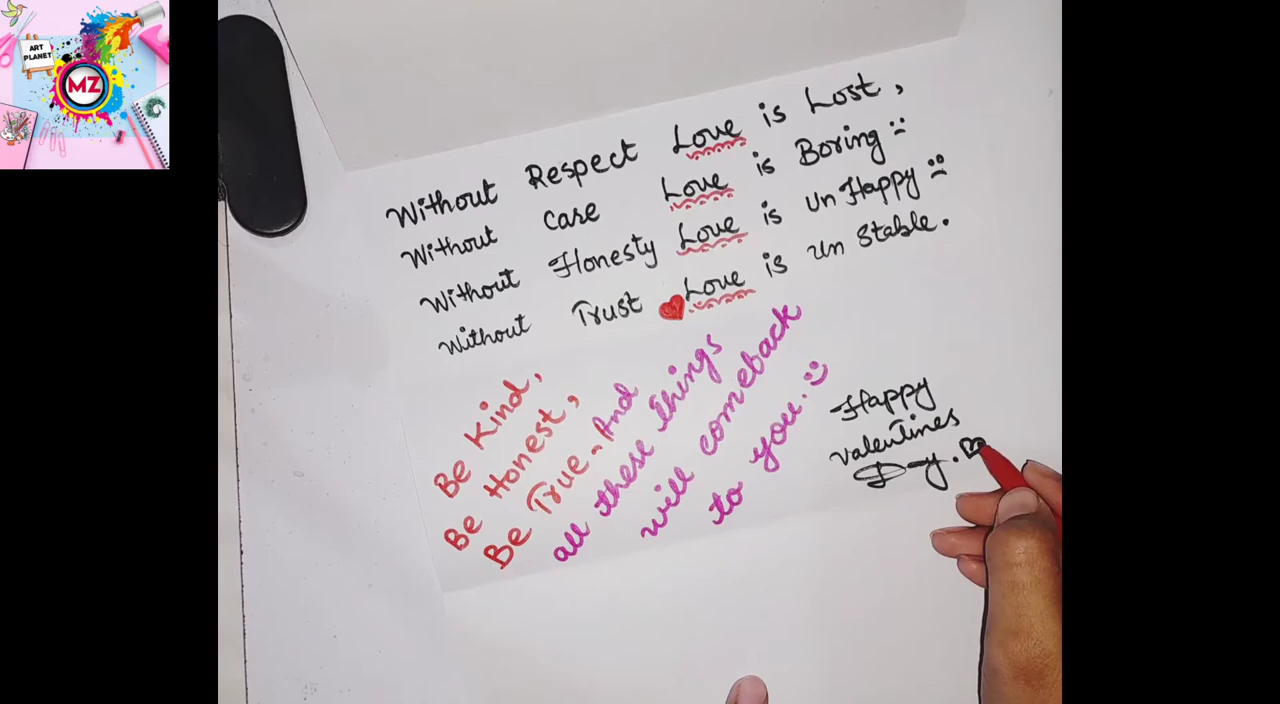 ART
PLANET
MZ
Without Respect Love is Lost,
Without Care Love is Boring
Without Honesty Love is Un Happy
Without Trust Love is Un Stable.
Be Kind,
Be Honest,
Be True. And
all these things
will comeback
to you.
Happy
Valentines
Day.